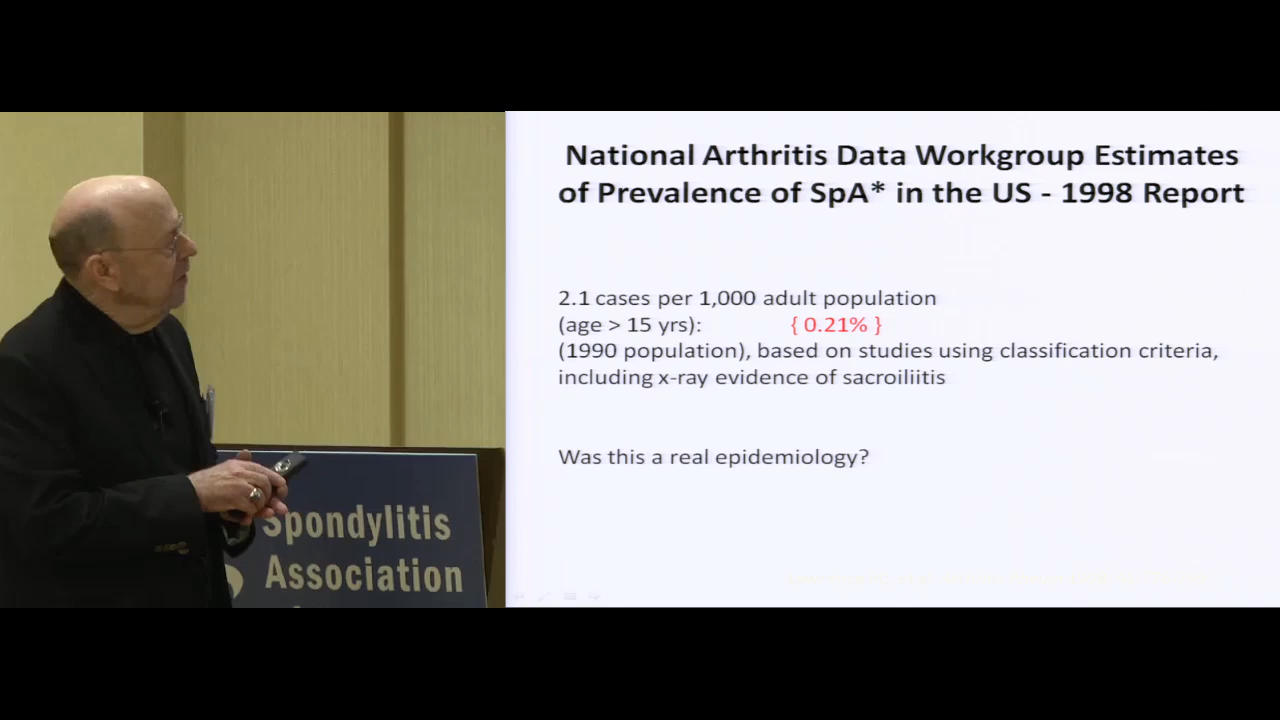 National Arthritis Data Workgroup Estimates
of Prevalence of SpA* in the US - 1998 Report
2.1 cases per 1,000 adult population
(age > 15 yrs): { 0.21% }
(1990 population), based on studies using classification criteria,
including x-ray evidence of sacroiliitis
Was this a real epidemiology?
Spondylitis
Association